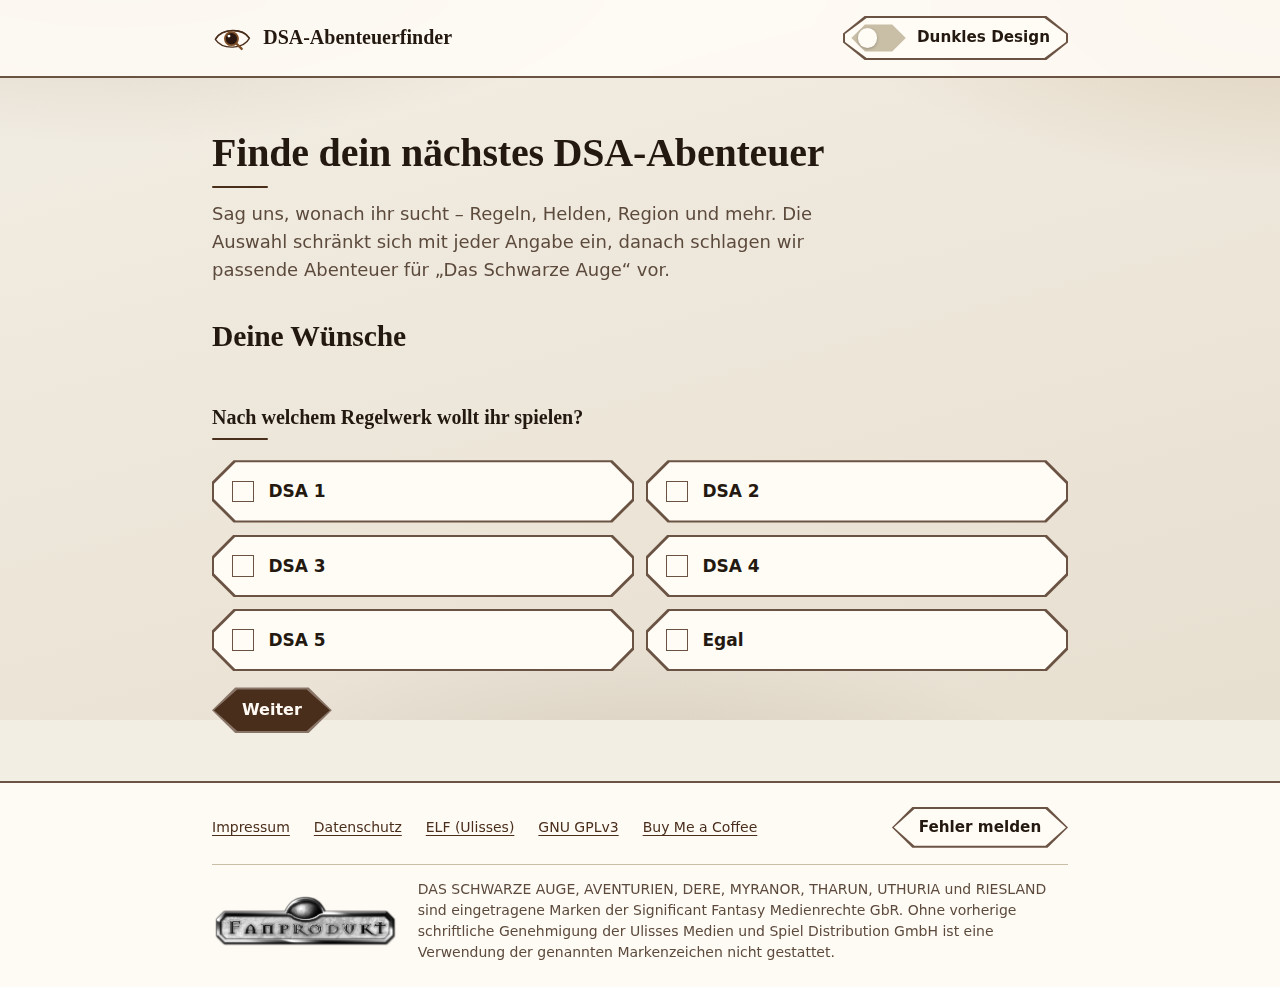 DSA-Abenteuerfinder
Dunkles Design
Finde dein nächstes DSA-Abenteuer
Sag uns, wonach ihr sucht – Regeln, Helden, Region und mehr. Die
Auswahl schränkt sich mit jeder Angabe ein, danach schlagen wir
passende Abenteuer für „Das Schwarze Auge“ vor.
Deine Wünsche
Nach welchem Regelwerk wollt ihr spielen?
DSA 1
DSA 2
DSA 3
DSA 4
DSA 5
Egal
Weiter
Impressum
Datenschutz
ELF (Ulisses)
GNU GPLv3
Buy Me a Coffee
Fehler melden
FANPRODUKT
DAS SCHWARZE AUGE, AVENTURIEN, DERE, MYRANOR, THARUN, UTHURIA und RIESLAND
sind eingetragene Marken der Significant Fantasy Medienrechte GbR. Ohne vorherige
schriftliche Genehmigung der Ulisses Medien und Spiel Distribution GmbH ist eine
Verwendung der genannten Markenzeichen nicht gestattet.